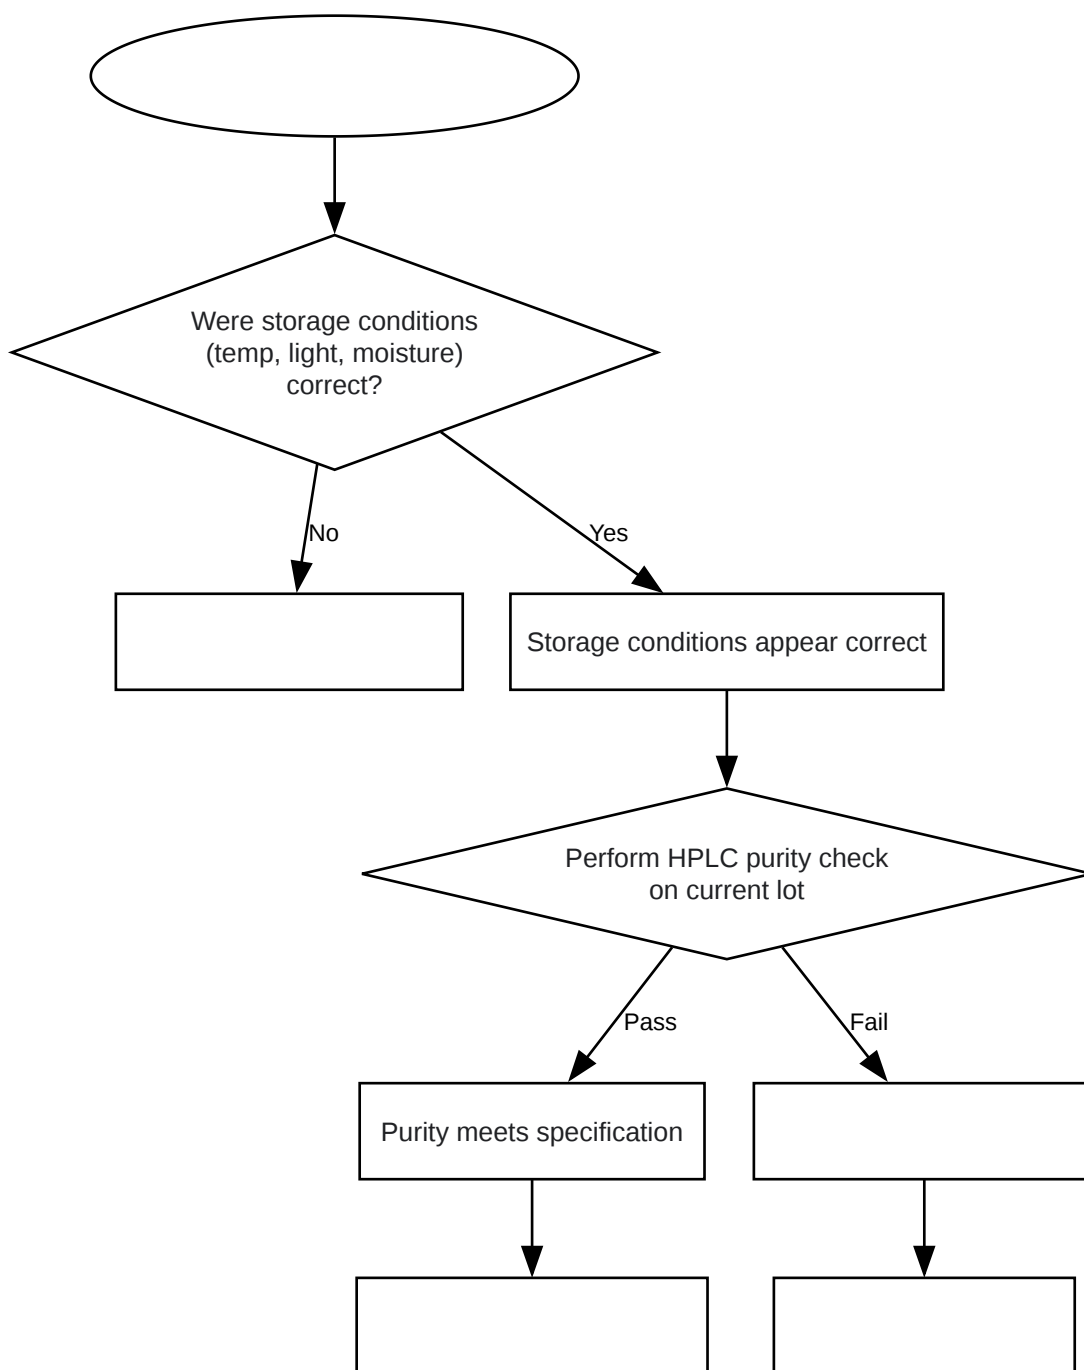 Were storage conditions
(temp, light, moisture)
correct?
No
Yes
Storage conditions appear correct
Perform HPLC purity check
on current lot
Pass
Fail
Purity meets specification